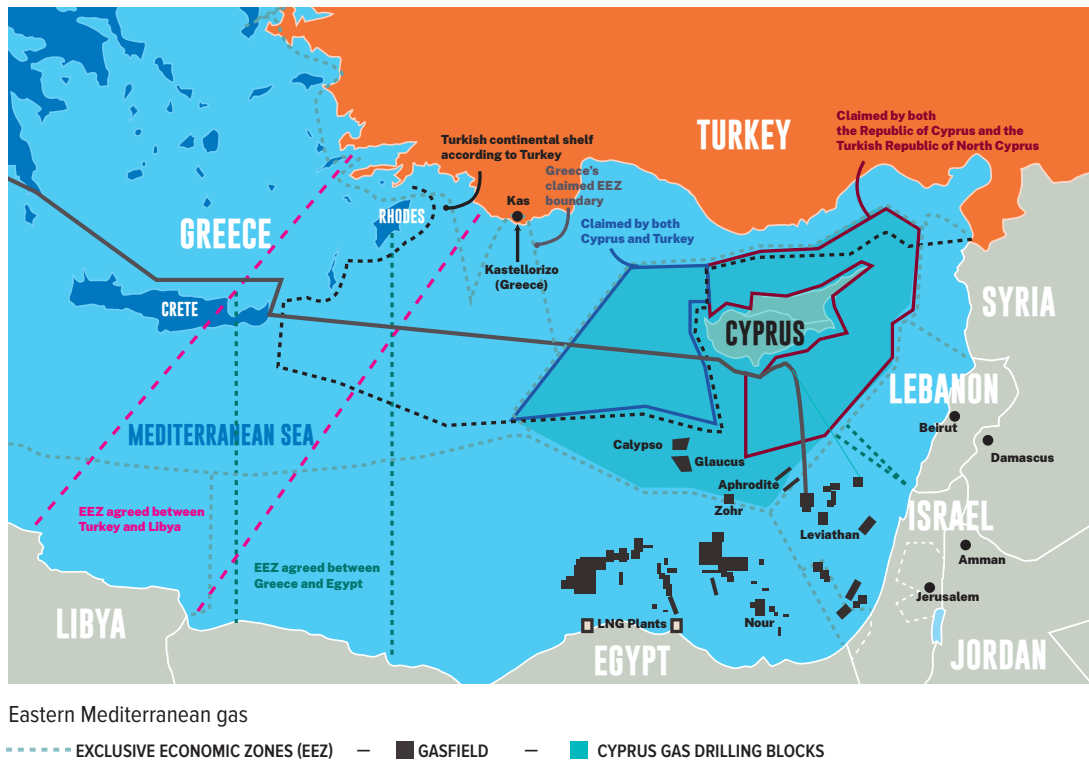 Claimed by both
the Republic of Cyprus and the
Turkish Republic of North Cyprus
TURKEY
Turkish continental shelf
according to Turkey
Greece's
claimed EEZ
boundary
Kas
RHODES
GREECE
Claimed by both
Cyprus and Turkey
Kastellorizo
(Greece)
SYRIA
CRETE
CYPRUS
LEBANON
Beirut
MEDITERRANEAN SEA
Calypso
Damascus
Glaucus
Aphrodite
Zohr
EEZ agreed between
Turkey and Libya
ISRAEL
Leviathan
Amman
EEZ agreed between
Greece and Egypt
Jerusalem
LIBYA
LNG Plants
Nour
EGYPT
JORDAN
Eastern Mediterranean gas
EXCLUSIVE ECONOMIC ZONES (EEZ) – GASFIELD – CYPRUS GAS DRILLING BLOCKS